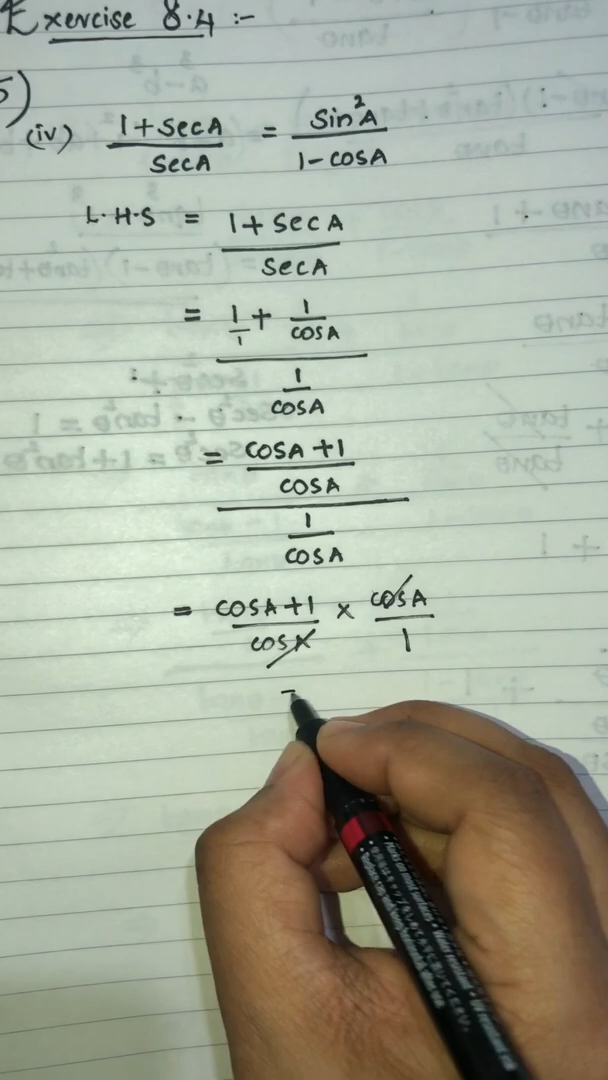 Exercise 8.4 :-
5)
(iv) (1+secA)/(secA) = (sin²A)/(1-cosA)
L.H.S = (1+secA)/(secA)
= (1/1 + 1/cosA)/(1/cosA)
= ((cosA+1)/cosA)/(1/cosA)
= (cosA+1)/(cosA) × (cosA)/1